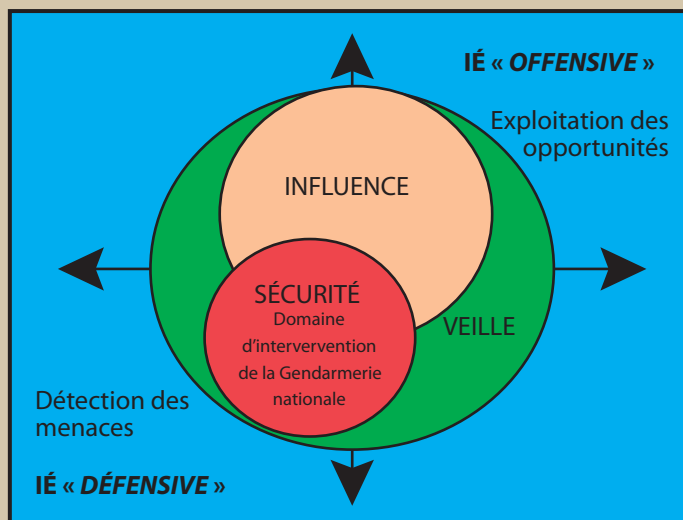 IÉ « OFFENSIVE »
Exploitation des
opportunités
INFLUENCE
SÉCURITÉ
Domaine
d'intervervention
de la Gendarmerie
nationale
VEILLE
Détection des
menaces
IÉ « DÉFENSIVE »